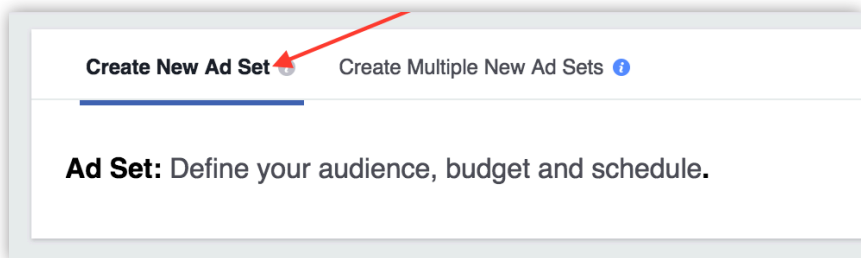 Create New Ad Set Create Multiple New Ad Sets i
Ad Set: Define your audience, budget and schedule.